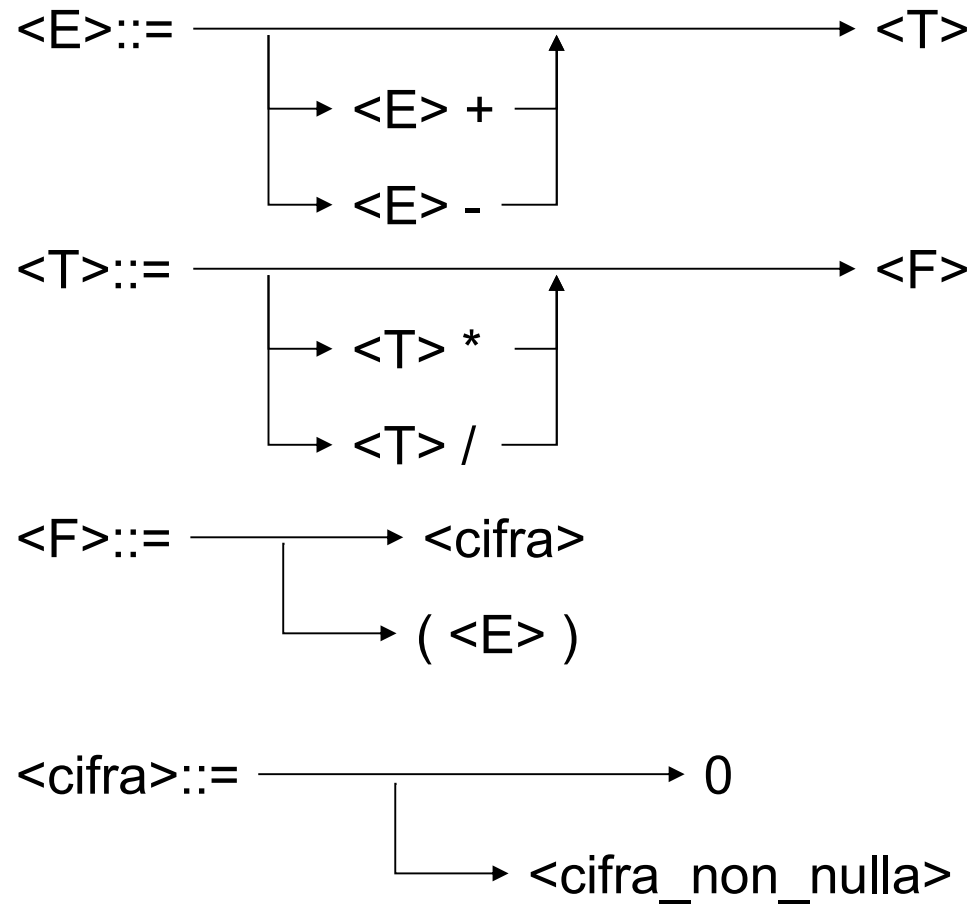 <E>::= <T>
<E> +
<E> -
<T>::= <F>
<T> *
<T> /
<F>::= <cifra>
( <E> )
<cifra>::= 0
<cifra_non_nulla>